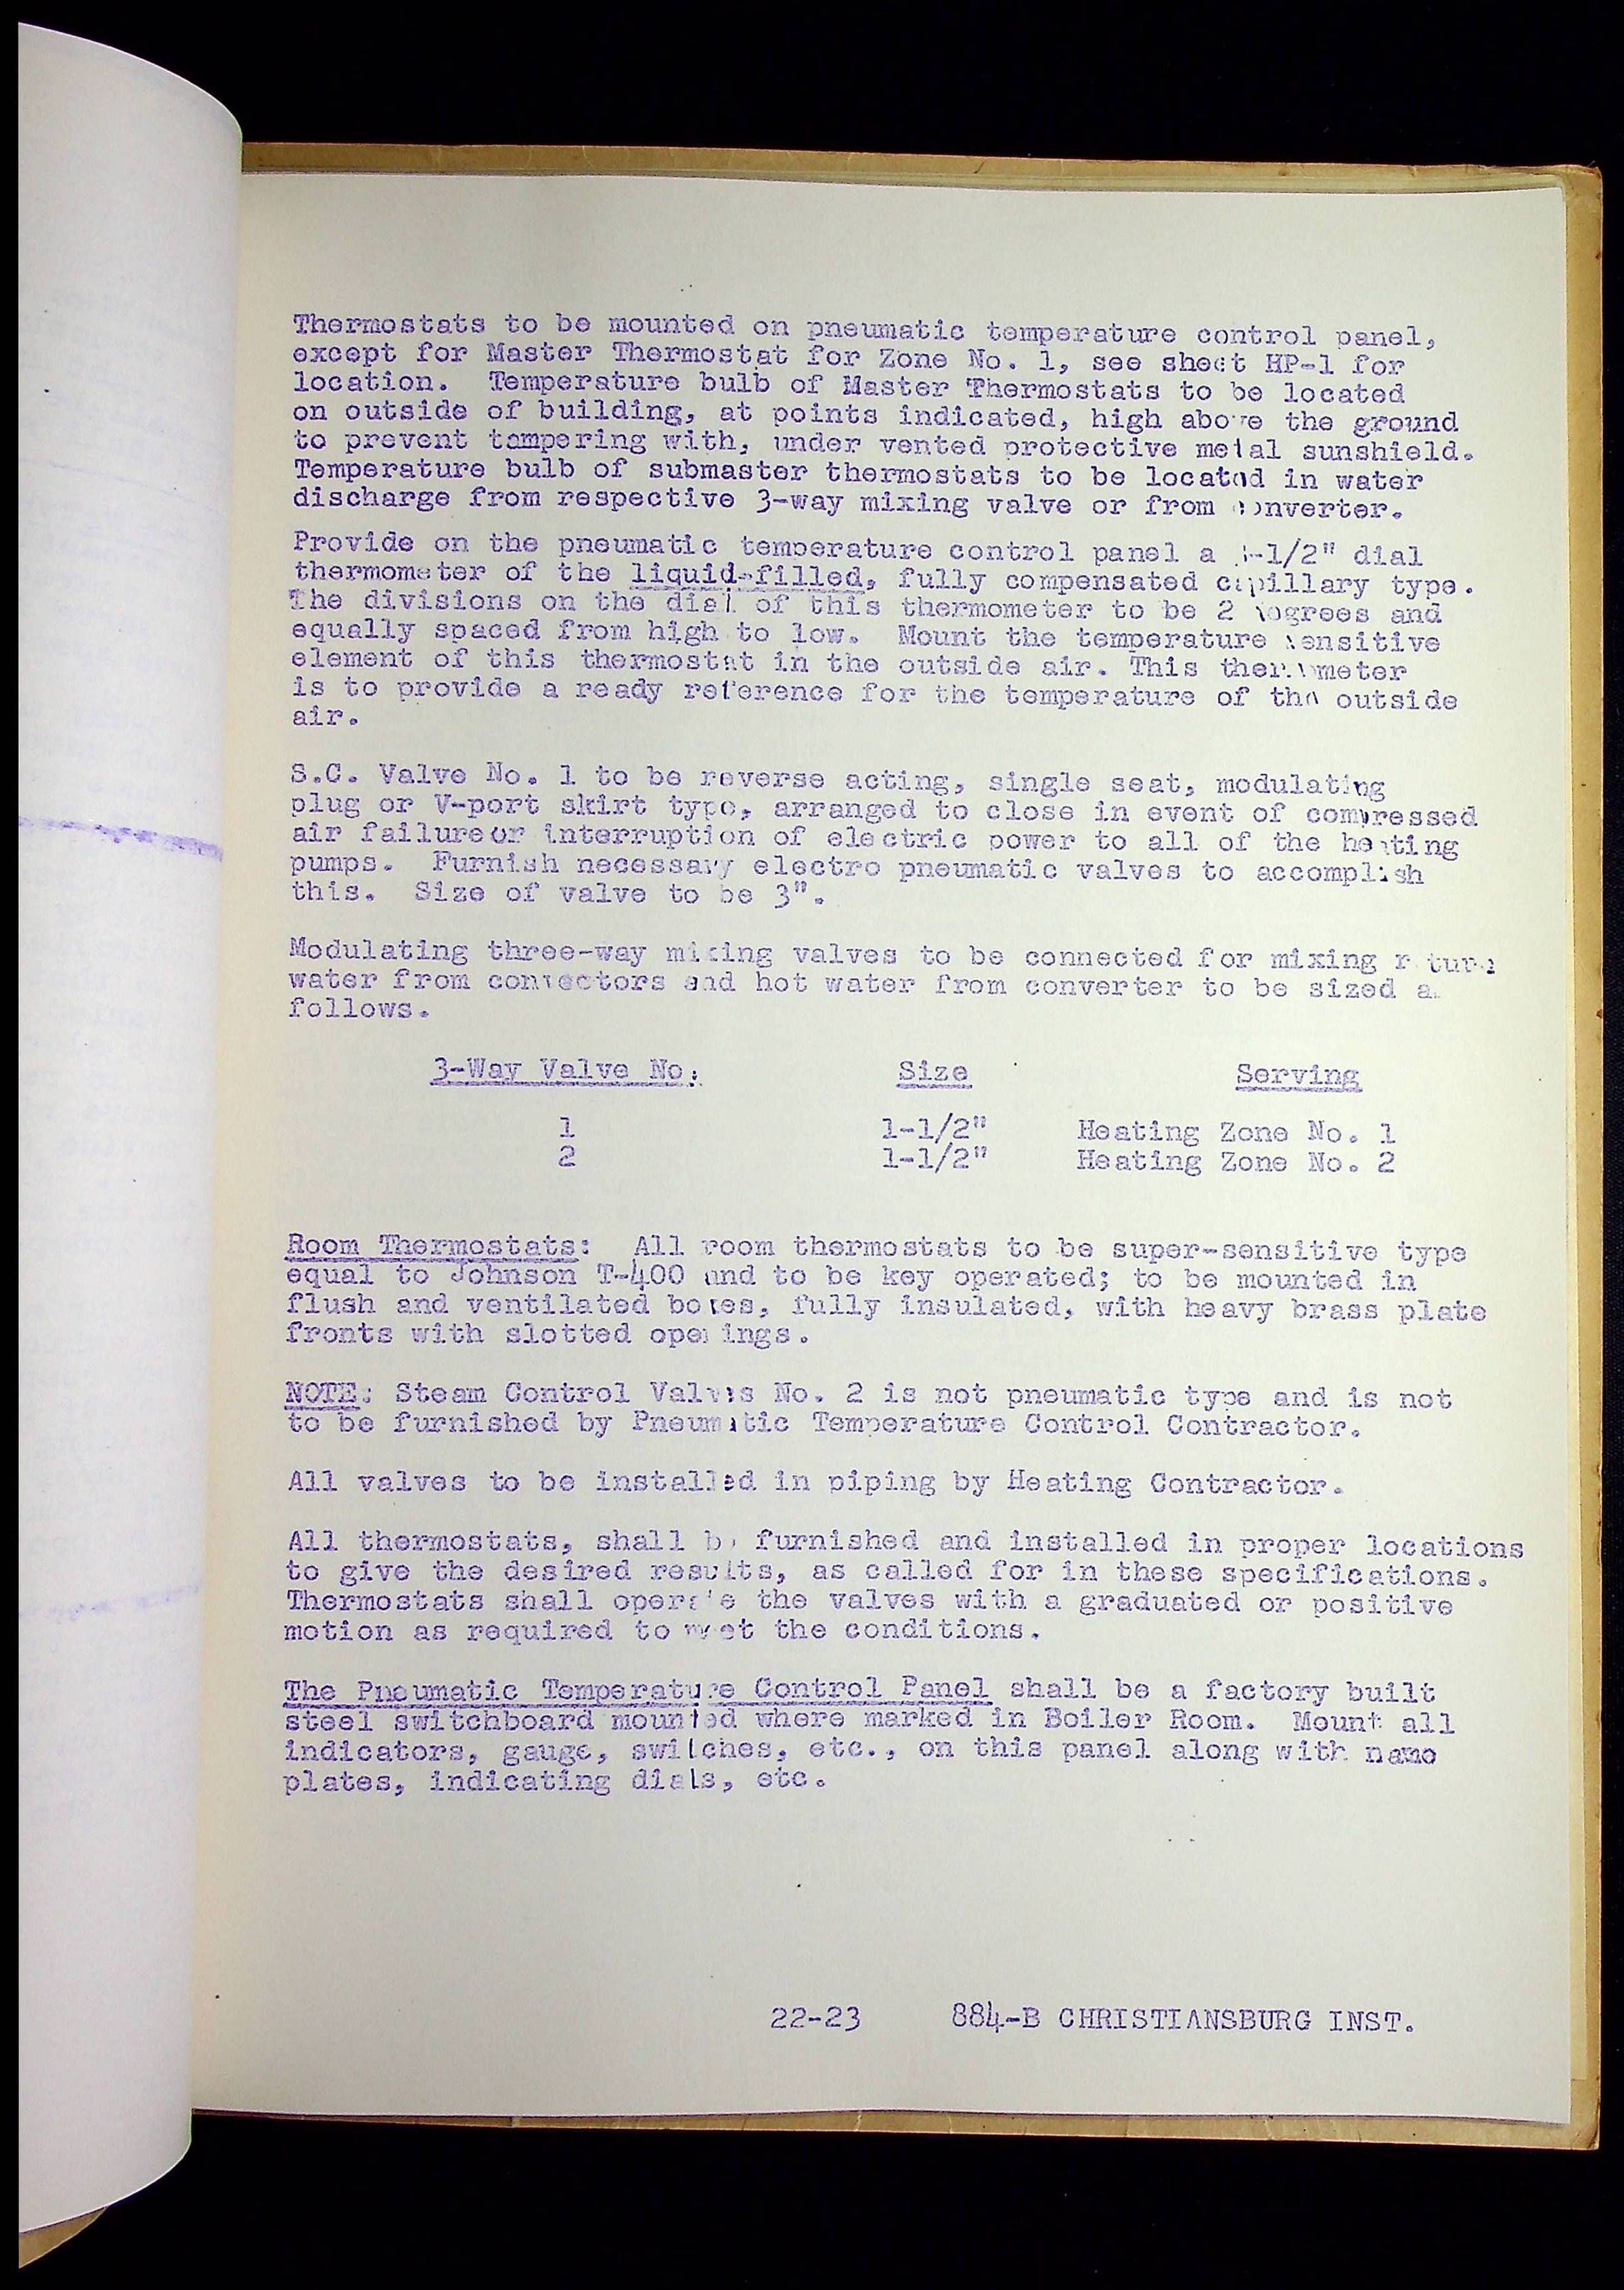 Thermostats to be mounted on pneumatic temperature control panel,
except for Master Thermostat for Zone No. 1, see sheet HP-1 for
location. Temperature bulb of Master Thermostats to be located
on outside of building, at points indicated, high above the ground
to prevent tampering with, under vented protective metal sunshield.
Temperature bulb of submaster thermostats to be located in water
discharge from respective 3-way mixing valve or from converter.
Provide on the pneumatic temperature control panel a -1/2" dial
thermometer of the liquid-filled, fully compensated capillary type.
The divisions on the dial of this thermometer to be 2 degrees and
equally spaced from high to low. Mount the temperature sensitive
element of this thermostat in the outside air. This thermometer
is to provide a ready reference for the temperature of the outside
air.
S.C. Valve No. 1 to be reverse acting, single seat, modulating
plug or V-port skirt type, arranged to close in event of compressed
air failure or interruption of electric power to all of the heating
pumps. Furnish necessary electro pneumatic valves to accomplish
this. Size of valve to be 3".
Modulating three-way mixing valves to be connected for mixing return
water from convectors and hot water from converter to be sized as
follows.
3-Way Valve No. Size Serving
1 1-1/2" Heating Zone No. 1
2 1-1/2" Heating Zone No. 2
Room Thermostats: All room thermostats to be super-sensitive type
equal to Johnson T-400 and to be key operated; to be mounted in
flush and ventilated boxes, fully insulated, with heavy brass plate
fronts with slotted openings.
NOTE: Steam Control Valves No. 2 is not pneumatic type and is not
to be furnished by Pneumatic Temperature Control Contractor.
All valves to be installed in piping by Heating Contractor.
All thermostats, shall be furnished and installed in proper locations
to give the desired results, as called for in these specifications.
Thermostats shall operate the valves with a graduated or positive
motion as required to meet the conditions.
The Pneumatic Temperature Control Panel shall be a factory built
steel switchboard mounted where marked in Boiler Room. Mount all
indicators, gauge, switches, etc., on this panel along with name
plates, indicating dials, etc.
22-23 884-B CHRISTIANSBURG INST.